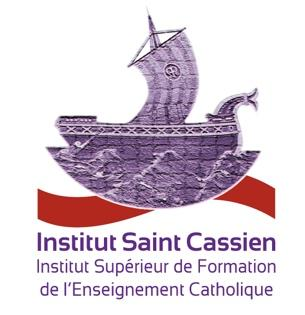 Institut Saint Cassien
Institut Supérieur de Formation
de l'Enseignement Catholique